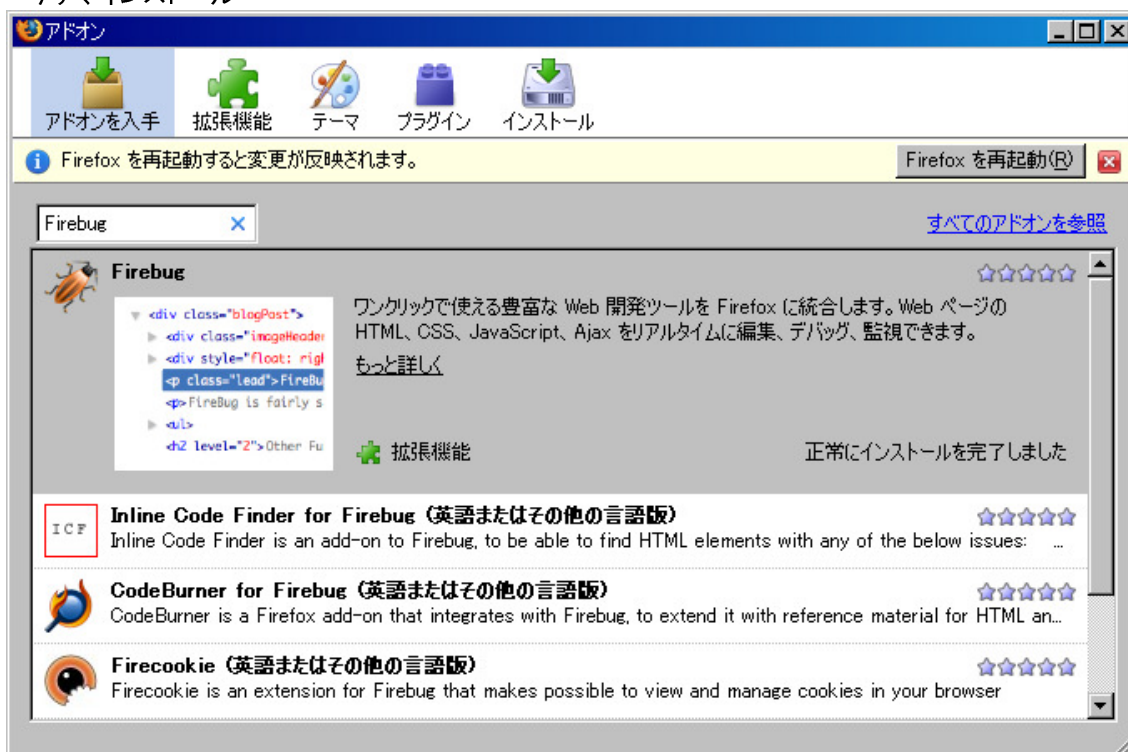 インストール
アドオン
アドオンを入手 拡張機能 テーマ プラグイン インストール
Firefox を再起動すると変更が反映されます。 Firefox を再起動(R)
Firebug すべてのアドオンを参照
Firebug
ワンクリックで使える豊富な Web 開発ツールを Firefox に統合します。Web ページの
HTML、CSS、JavaScript、Ajax をリアルタイムに編集、デバッグ、監視できます。
もっと詳しく
<div class="blogPost">
<div class="imageHeader
<div style="float: righ
<p class="lead">FireBu
<p>FireBug is fairly s
<ul>
<h2 level="2">Other Fu
拡張機能 正常にインストールを完了しました
ICF
Inline Code Finder for Firebug (英語またはその他の言語版)
Inline Code Finder is an add-on to Firebug, to be able to find HTML elements with any of the below issues: ...
CodeBurner for Firebug (英語またはその他の言語版)
CodeBurner is a Firefox add-on that integrates with Firebug, to extend it with reference material for HTML an...
Firecookie (英語またはその他の言語版)
Firecookie is an extension for Firebug that makes possible to view and manage cookies in your browser